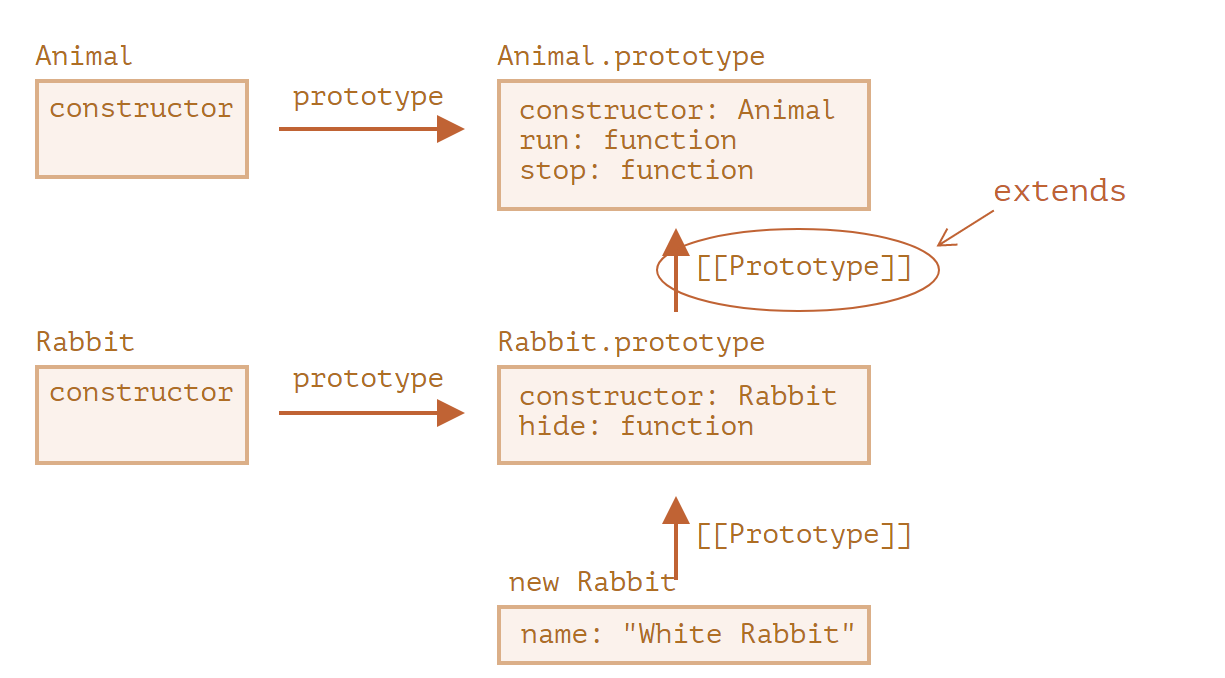 Animal
constructor
prototype
Animal.prototype
constructor: Animal
run: function
stop: function
extends
[[Prototype]]
Rabbit
constructor
prototype
Rabbit.prototype
constructor: Rabbit
hide: function
[[Prototype]]
new Rabbit
name: "White Rabbit"